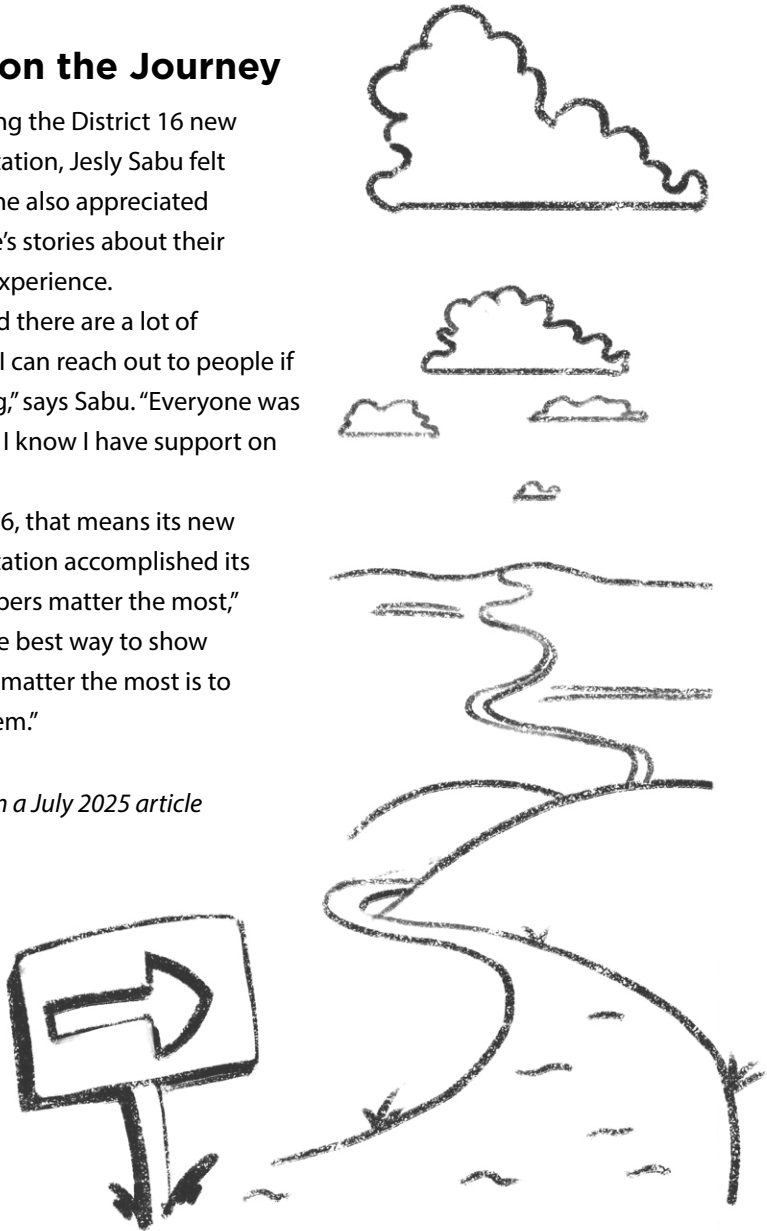 on the Journey
ng the District 16 new
tation, Jesly Sabu felt
he also appreciated
e's stories about their
xperience.
d there are a lot of
I can reach out to people if
g,” says Sabu. “Everyone was
I know I have support on
6, that means its new
tation accomplished its
bers matter the most,”
e best way to show
matter the most is to
em.”
n a July 2025 article